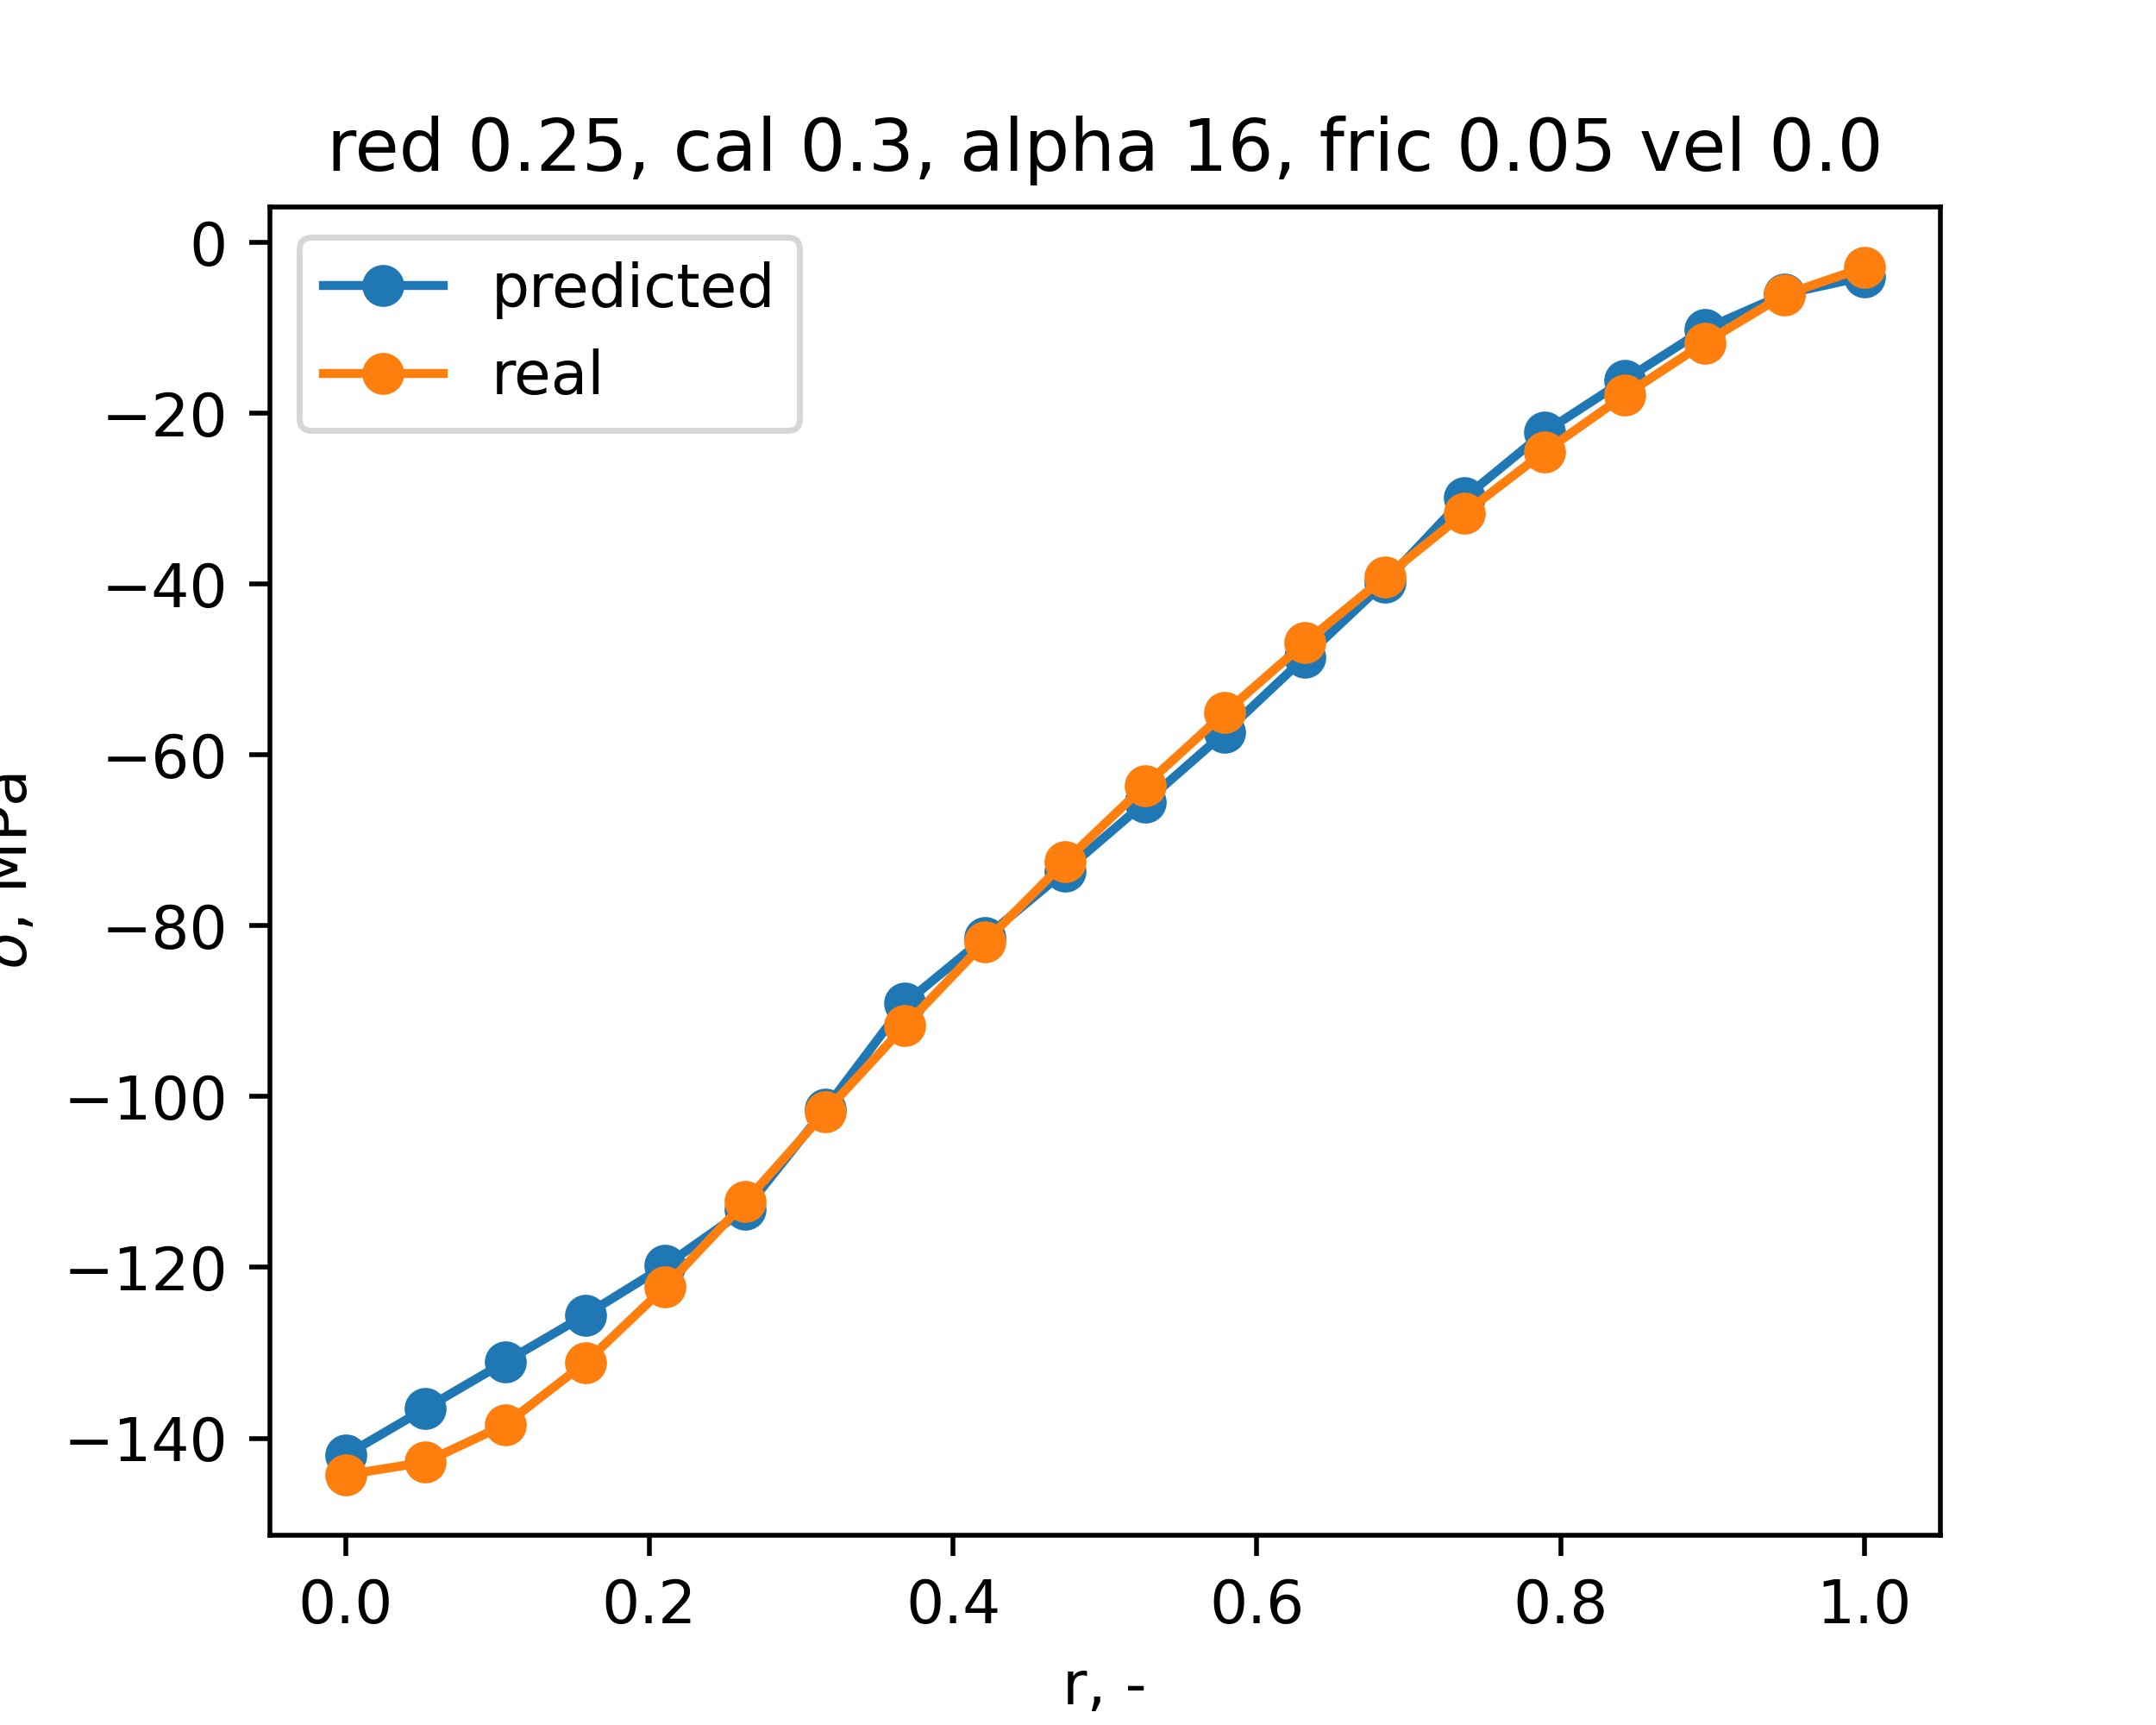 red 0.25, cal 0.3, alpha 16, fric 0.05 vel 0.0
predicted
real
0
−20
−40
−60
−80
−100
−120
−140
σ, MPa
0.0 0.2 0.4 0.6 0.8 1.0
r, -